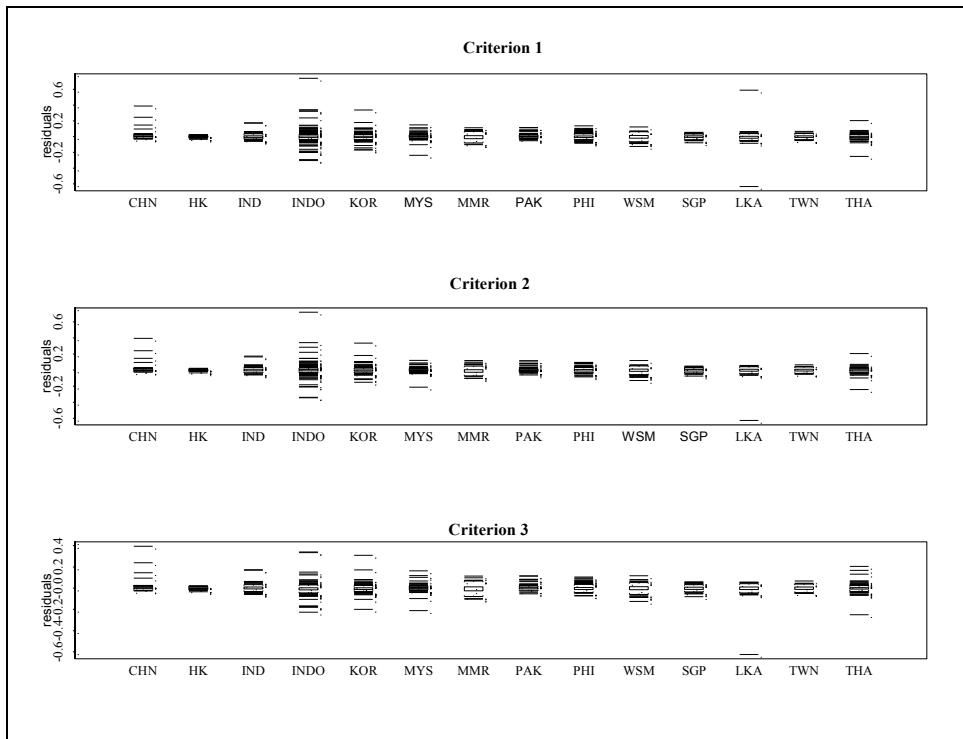 Criterion 1
residuals
0.6
0.2
-0.2
-0.6
CHN HK IND INDO KOR MYS MMR PAK PHI WSM SGP LKA TWN THA
Criterion 2
residuals
0.6
0.2
-0.2
-0.6
CHN HK IND INDO KOR MYS MMR PAK PHI WSM SGP LKA TWN THA
Criterion 3
residuals
0.4
0.2
-0.0
-0.2
-0.4
-0.6
CHN HK IND INDO KOR MYS MMR PAK PHI WSM SGP LKA TWN THA